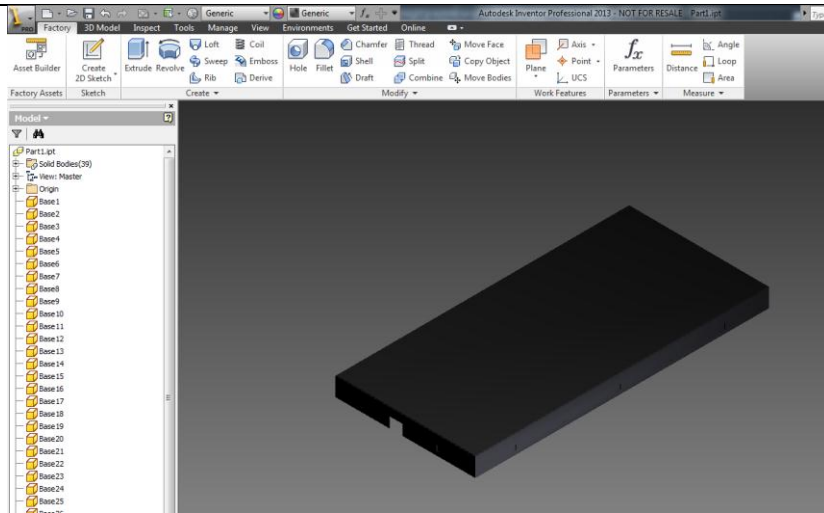 Generic
Generic
Autodesk Inventor Professional 2013 - NOT FOR RESALE Part1.ipt
PRO
Factory 3D Model Inspect Tools Manage View Environments Get Started Online
Asset Builder
Factory Assets
Create
2D Sketch
Sketch
Extrude Revolve
Loft Coil
Sweep Emboss
Rib Derive
Create
Hole Fillet
Chamfer Thread Move Face
Shell Split Copy Object
Draft Combine Move Bodies
Modify
Plane
Axis
Point
UCS
Work Features
fx
Parameters
Parameters
Distance
Angle
Loop
Area
Measure
Model
Part1.ipt
Solid Bodies(39)
View: Master
Origin
Base1
Base2
Base3
Base4
Base5
Base6
Base7
Base8
Base9
Base10
Base11
Base12
Base13
Base14
Base15
Base16
Base17
Base18
Base19
Base20
Base21
Base22
Base23
Base24
Base25